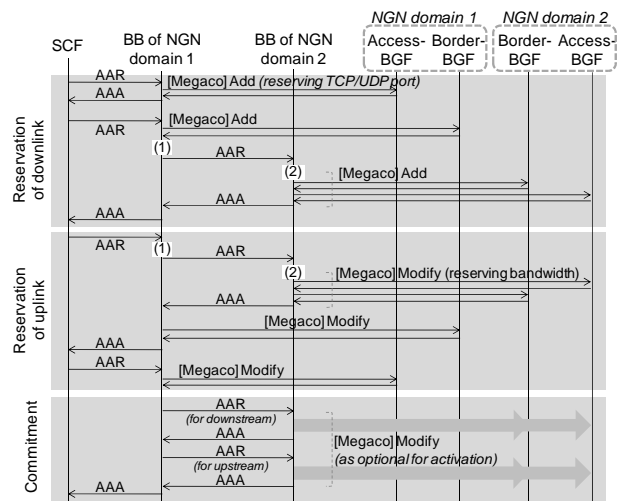 NGN domain 1
NGN domain 2
SCF
BB of NGN
domain 1
BB of NGN
domain 2
Access-
BGF
Border-
BGF
Border-
BGF
Access-
BGF
Reservation
of downlink
AAR
[Megaco] Add (reserving TCP/UDP port)
AAA
AAR
[Megaco] Add
(1)
AAR
(2)
[Megaco] Add
AAA
AAA
Reservation
of uplink
AAR
(1)
AAR
(2)
[Megaco] Modify (reserving bandwidth)
AAA
[Megaco] Modify
AAA
AAR
[Megaco] Modify
Commitment
AAR
(for downstream)
AAA
AAR
(for upstream)
AAA
[Megaco] Modify
(as optional for activation)
AAA